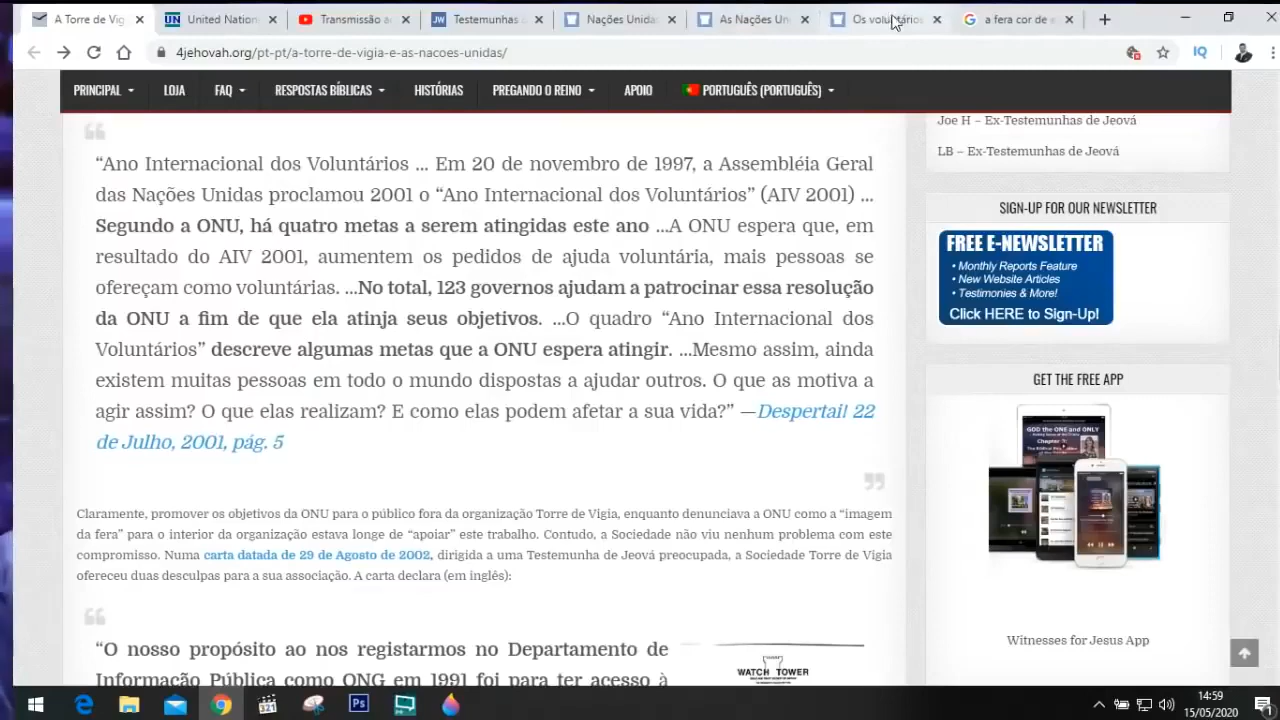 A Torre de Vig
United Nation
Transmissão a
Testemunhas
Nações Unida
As Nações Un
Os voluntários
a fera cor de e
4jehovah.org/pt-pt/a-torre-de-vigia-e-as-nacoes-unidas/
IQ
PRINCIPAL LOJA FAQ RESPOSTAS BÍBLICAS HISTÓRIAS PREGANDO O REINO APOIO PORTUGUÊS (PORTUGUÊS)
“Ano Internacional dos Voluntários ... Em 20 de novembro de 1997, a Assembléia Geral
das Nações Unidas proclamou 2001 o “Ano Internacional dos Voluntários” (AIV 2001) ...
Segundo a ONU, há quatro metas a serem atingidas este ano ...A ONU espera que, em
resultado do AIV 2001, aumentem os pedidos de ajuda voluntária, mais pessoas se
ofereçam como voluntárias. ...No total, 123 governos ajudam a patrocinar essa resolução
da ONU a fim de que ela atinja seus objetivos. ...O quadro “Ano Internacional dos
Voluntários” descreve algumas metas que a ONU espera atingir. ...Mesmo assim, ainda
existem muitas pessoas em todo o mundo dispostas a ajudar outros. O que as motiva a
agir assim? O que elas realizam? E como elas podem afetar a sua vida?” —Despertai! 22
de Julho, 2001, pág. 5
Claramente, promover os objetivos da ONU para o público fora da organização Torre de Vigia, enquanto denunciava a ONU como a “imagem
da fera” para o interior da organização estava longe de “apoiar” este trabalho. Contudo, a Sociedade não viu nenhum problema com este
compromisso. Numa carta datada de 29 de Agosto de 2002, dirigida a uma Testemunha de Jeová preocupada, a Sociedade Torre de Vigia
ofereceu duas desculpas para a sua associação. A carta declara (em inglês):
“O nosso propósito ao nos registarmos no Departamento de
Informação Pública como ONG em 1991 foi para ter acesso à
WATCH TOWER
Joe H – Ex-Testemunhas de Jeová
LB – Ex-Testemunhas de Jeová
SIGN-UP FOR OUR NEWSLETTER
FREE E-NEWSLETTER
• Monthly Reports Feature
• New Website Articles
• Testimonies & More!
Click HERE to Sign-Up!
GET THE FREE APP
GOD the ONE and ONLY
Witnesses for Jesus App
Ps
14:59
15/05/2020